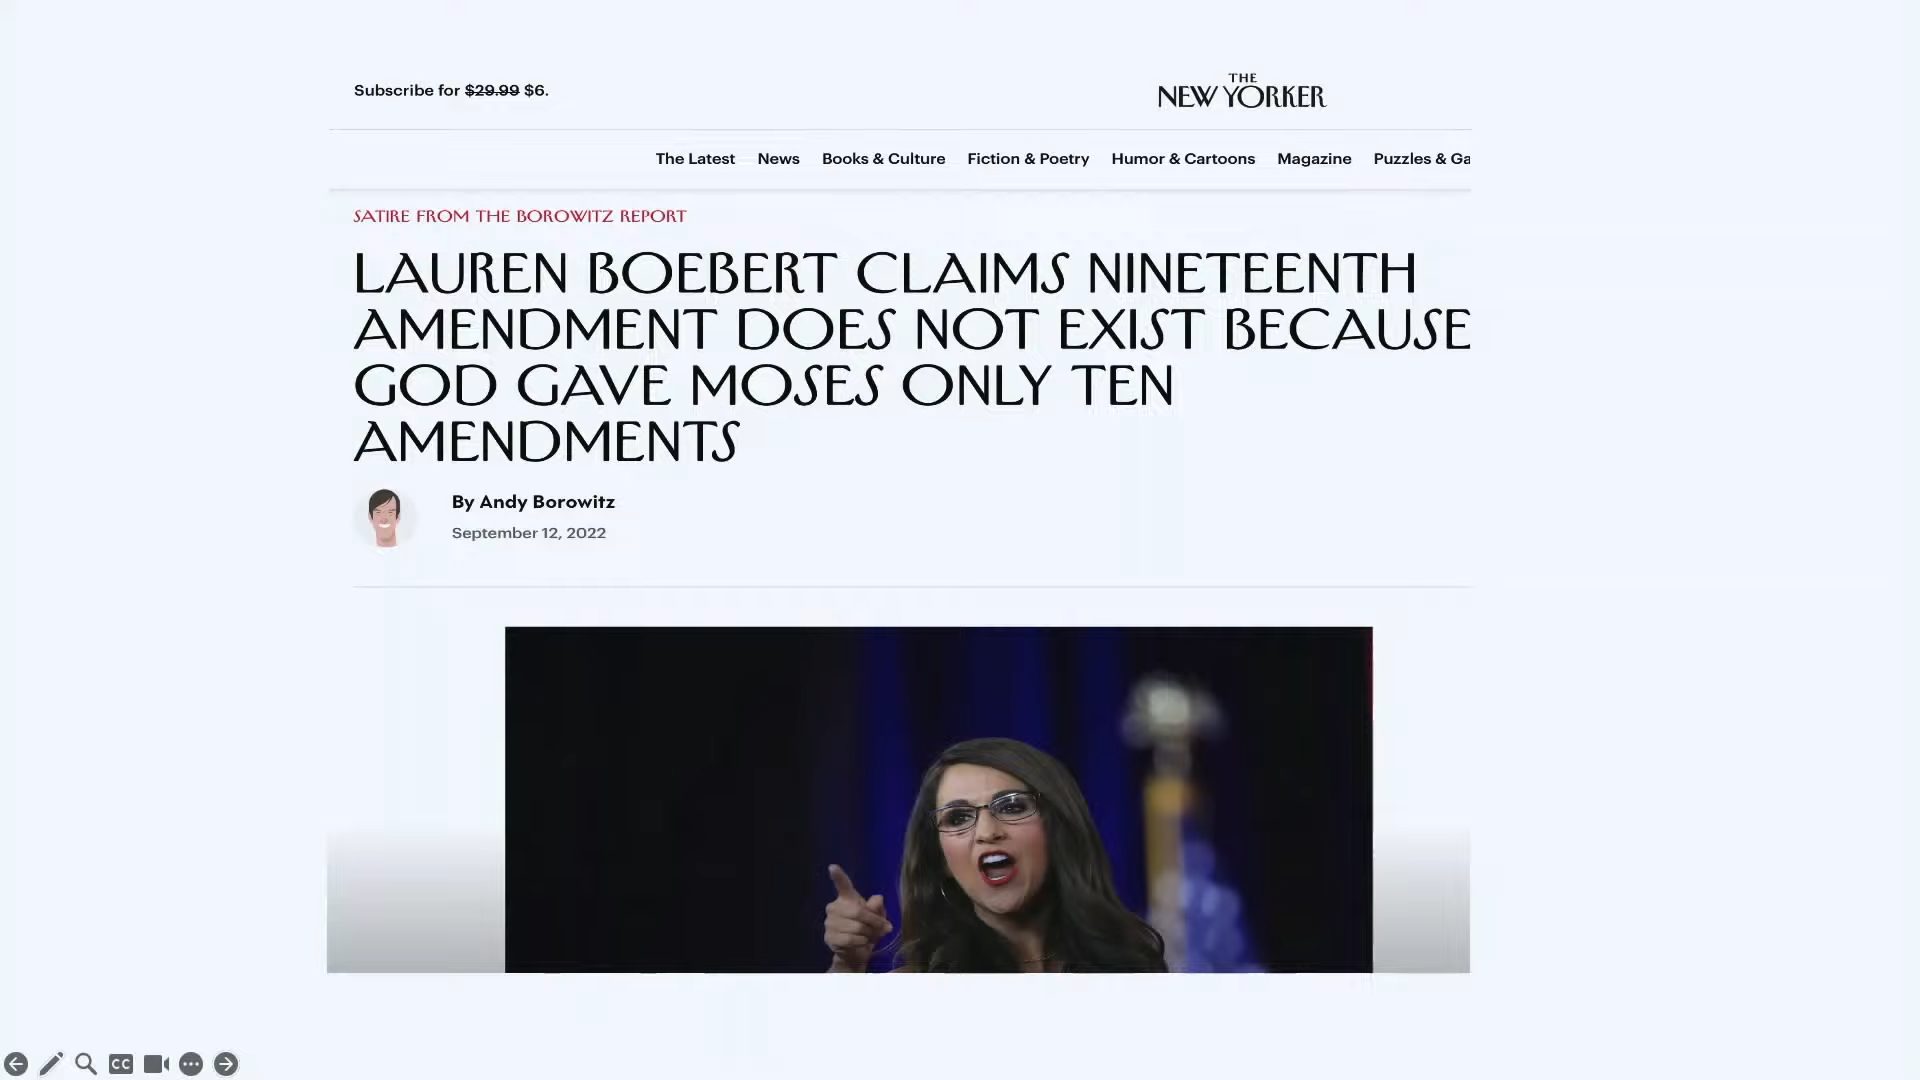 Subscribe for $29.99 $6.
THE
NEW YORKER
The Latest News Books & Culture Fiction & Poetry Humor & Cartoons Magazine Puzzles & Ga
SATIRE FROM THE BOROWITZ REPORT
LAUREN BOEBERT CLAIMS NINETEENTH
AMENDMENT DOES NOT EXIST BECAUSE
GOD GAVE MOSES ONLY TEN
AMENDMENTS
By Andy Borowitz
September 12, 2022
CC